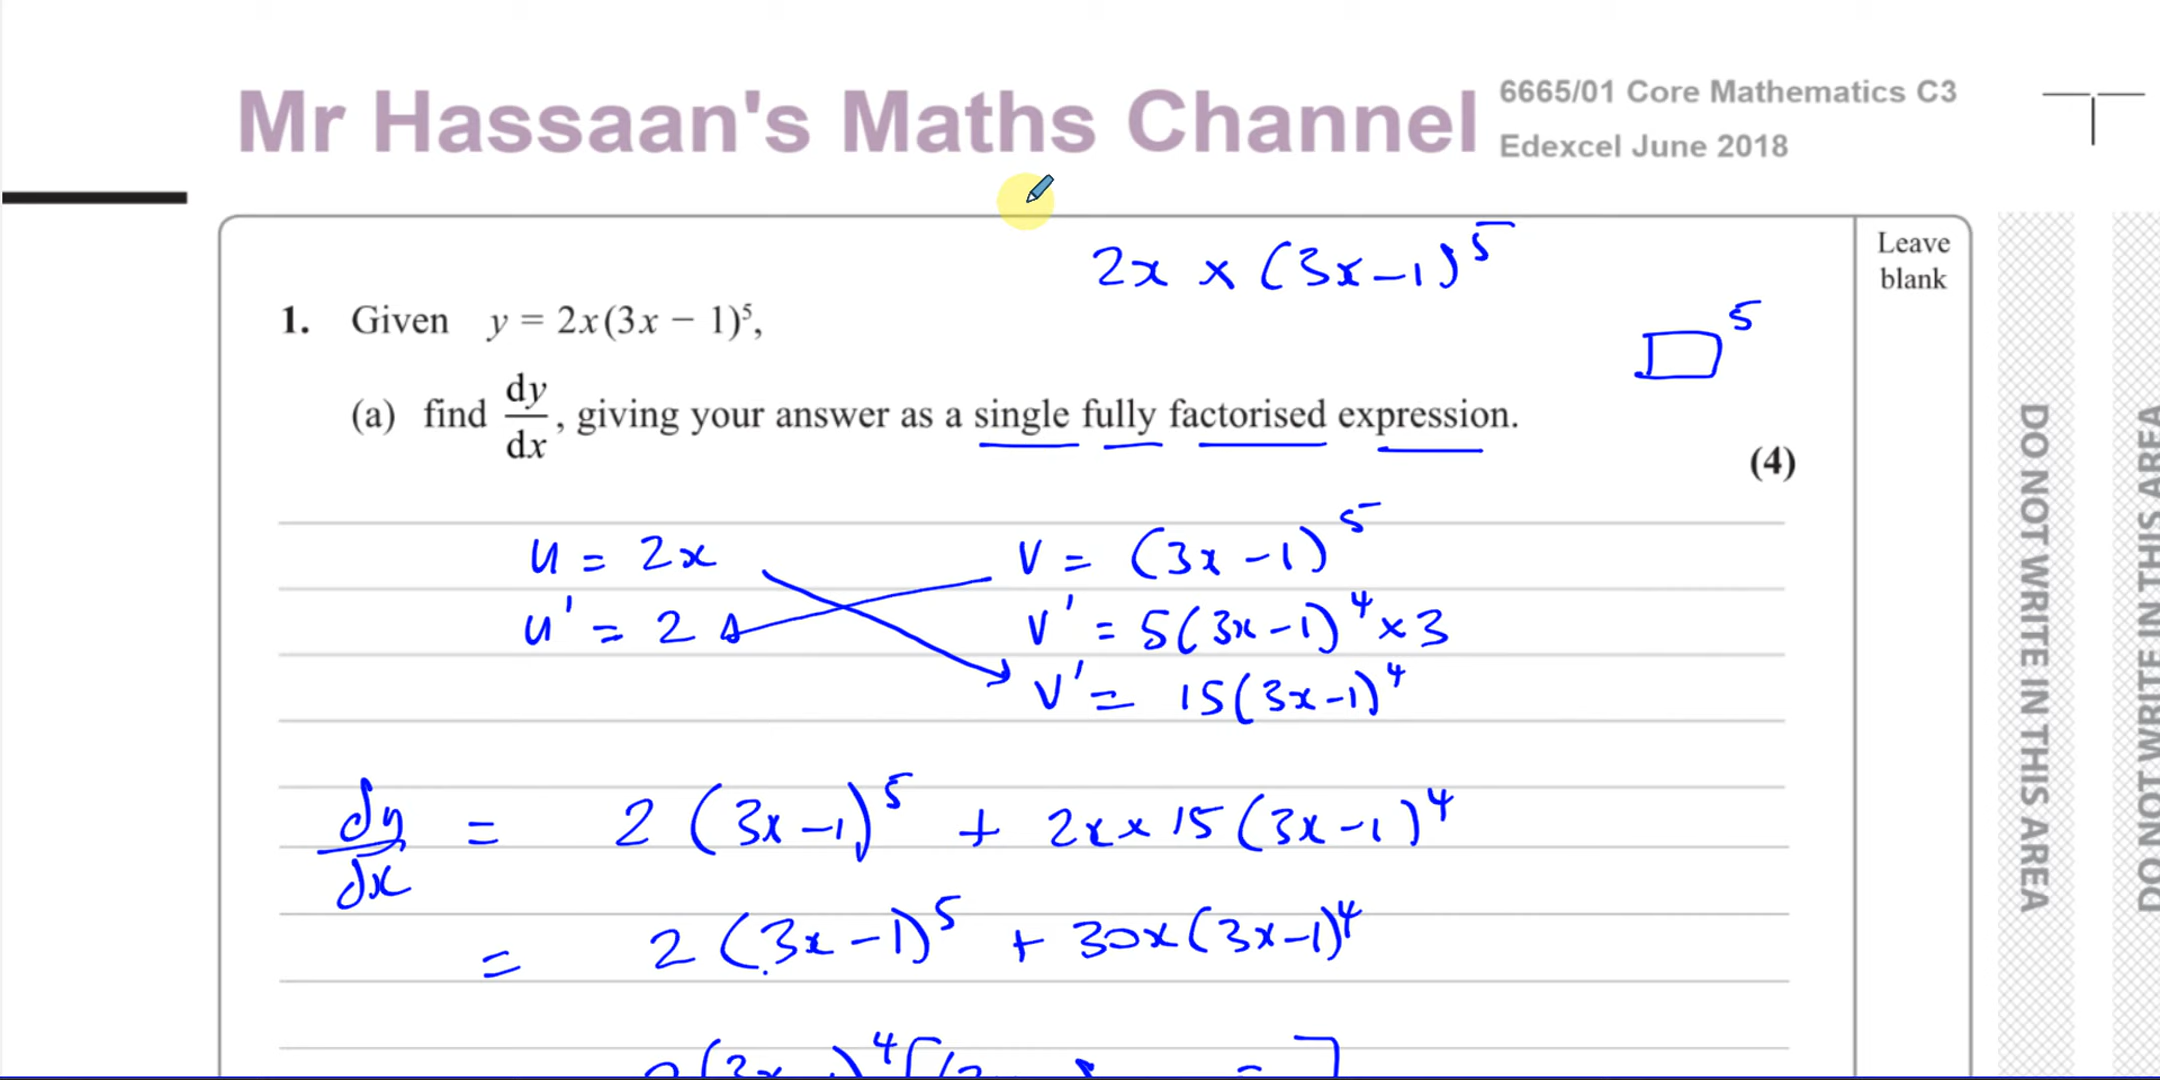 Mr Hassaan's Maths Channel
6665/01 Core Mathematics C3
Edexcel June 2018
Leave
blank
2x × (3x-1)^5
1. Given y = 2x(3x − 1)^5,
□^5
(a) find dy/dx, giving your answer as a single fully factorised expression.
(4)
u = 2x v = (3x-1)^5
u' = 2 v' = 5(3x-1)^4 × 3
v' = 15(3x-1)^4
dy/dx = 2(3x-1)^5 + 2x × 15(3x-1)^4
= 2(3x-1)^5 + 30x(3x-1)^4
DO NOT WRITE IN THIS AREA
DO NOT WRITE IN THIS AREA